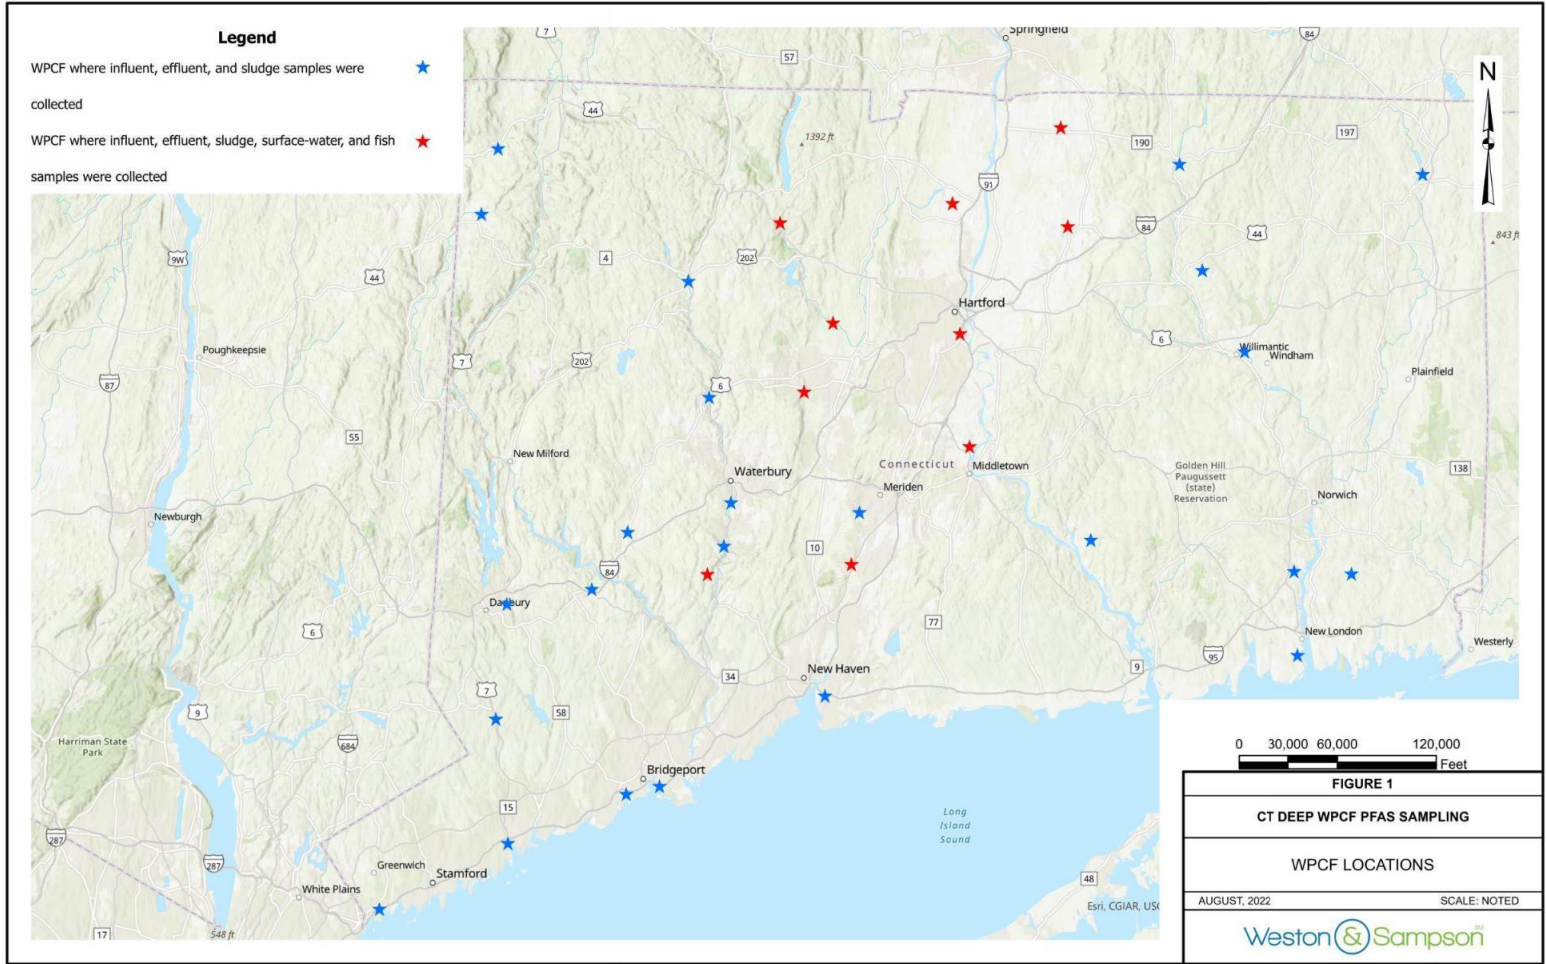 Legend
WPCF where influent, effluent, and sludge samples were
collected
WPCF where influent, effluent, sludge, surface-water, and fish
samples were collected
7
57
Springfield
84
N
44
1392 ft
190
197
91
84
44
843 ft
9W
44
4
202
Hartford
Poughkeepsie
7
202
6
Willimantic
Windham
87
6
Plainfield
55
New Milford
Waterbury
Connecticut
Middletown
Golden Hill
Paugussett
(state)
Reservation
138
Meriden
Norwich
Newburgh
10
84
Danbury
6
77
New London
Westerly
95
9
34
New Haven
7
58
9
684
Harriman State
Park
Bridgeport
15
Long
Island
Sound
287
287
Greenwich
Stamford
White Plains
48
Esri, CGIAR, USG
17
548 ft
0 30,000 60,000 120,000
Feet
FIGURE 1
CT DEEP WPCF PFAS SAMPLING
WPCF LOCATIONS
AUGUST, 2022 SCALE: NOTED
Weston & Sampson
SM